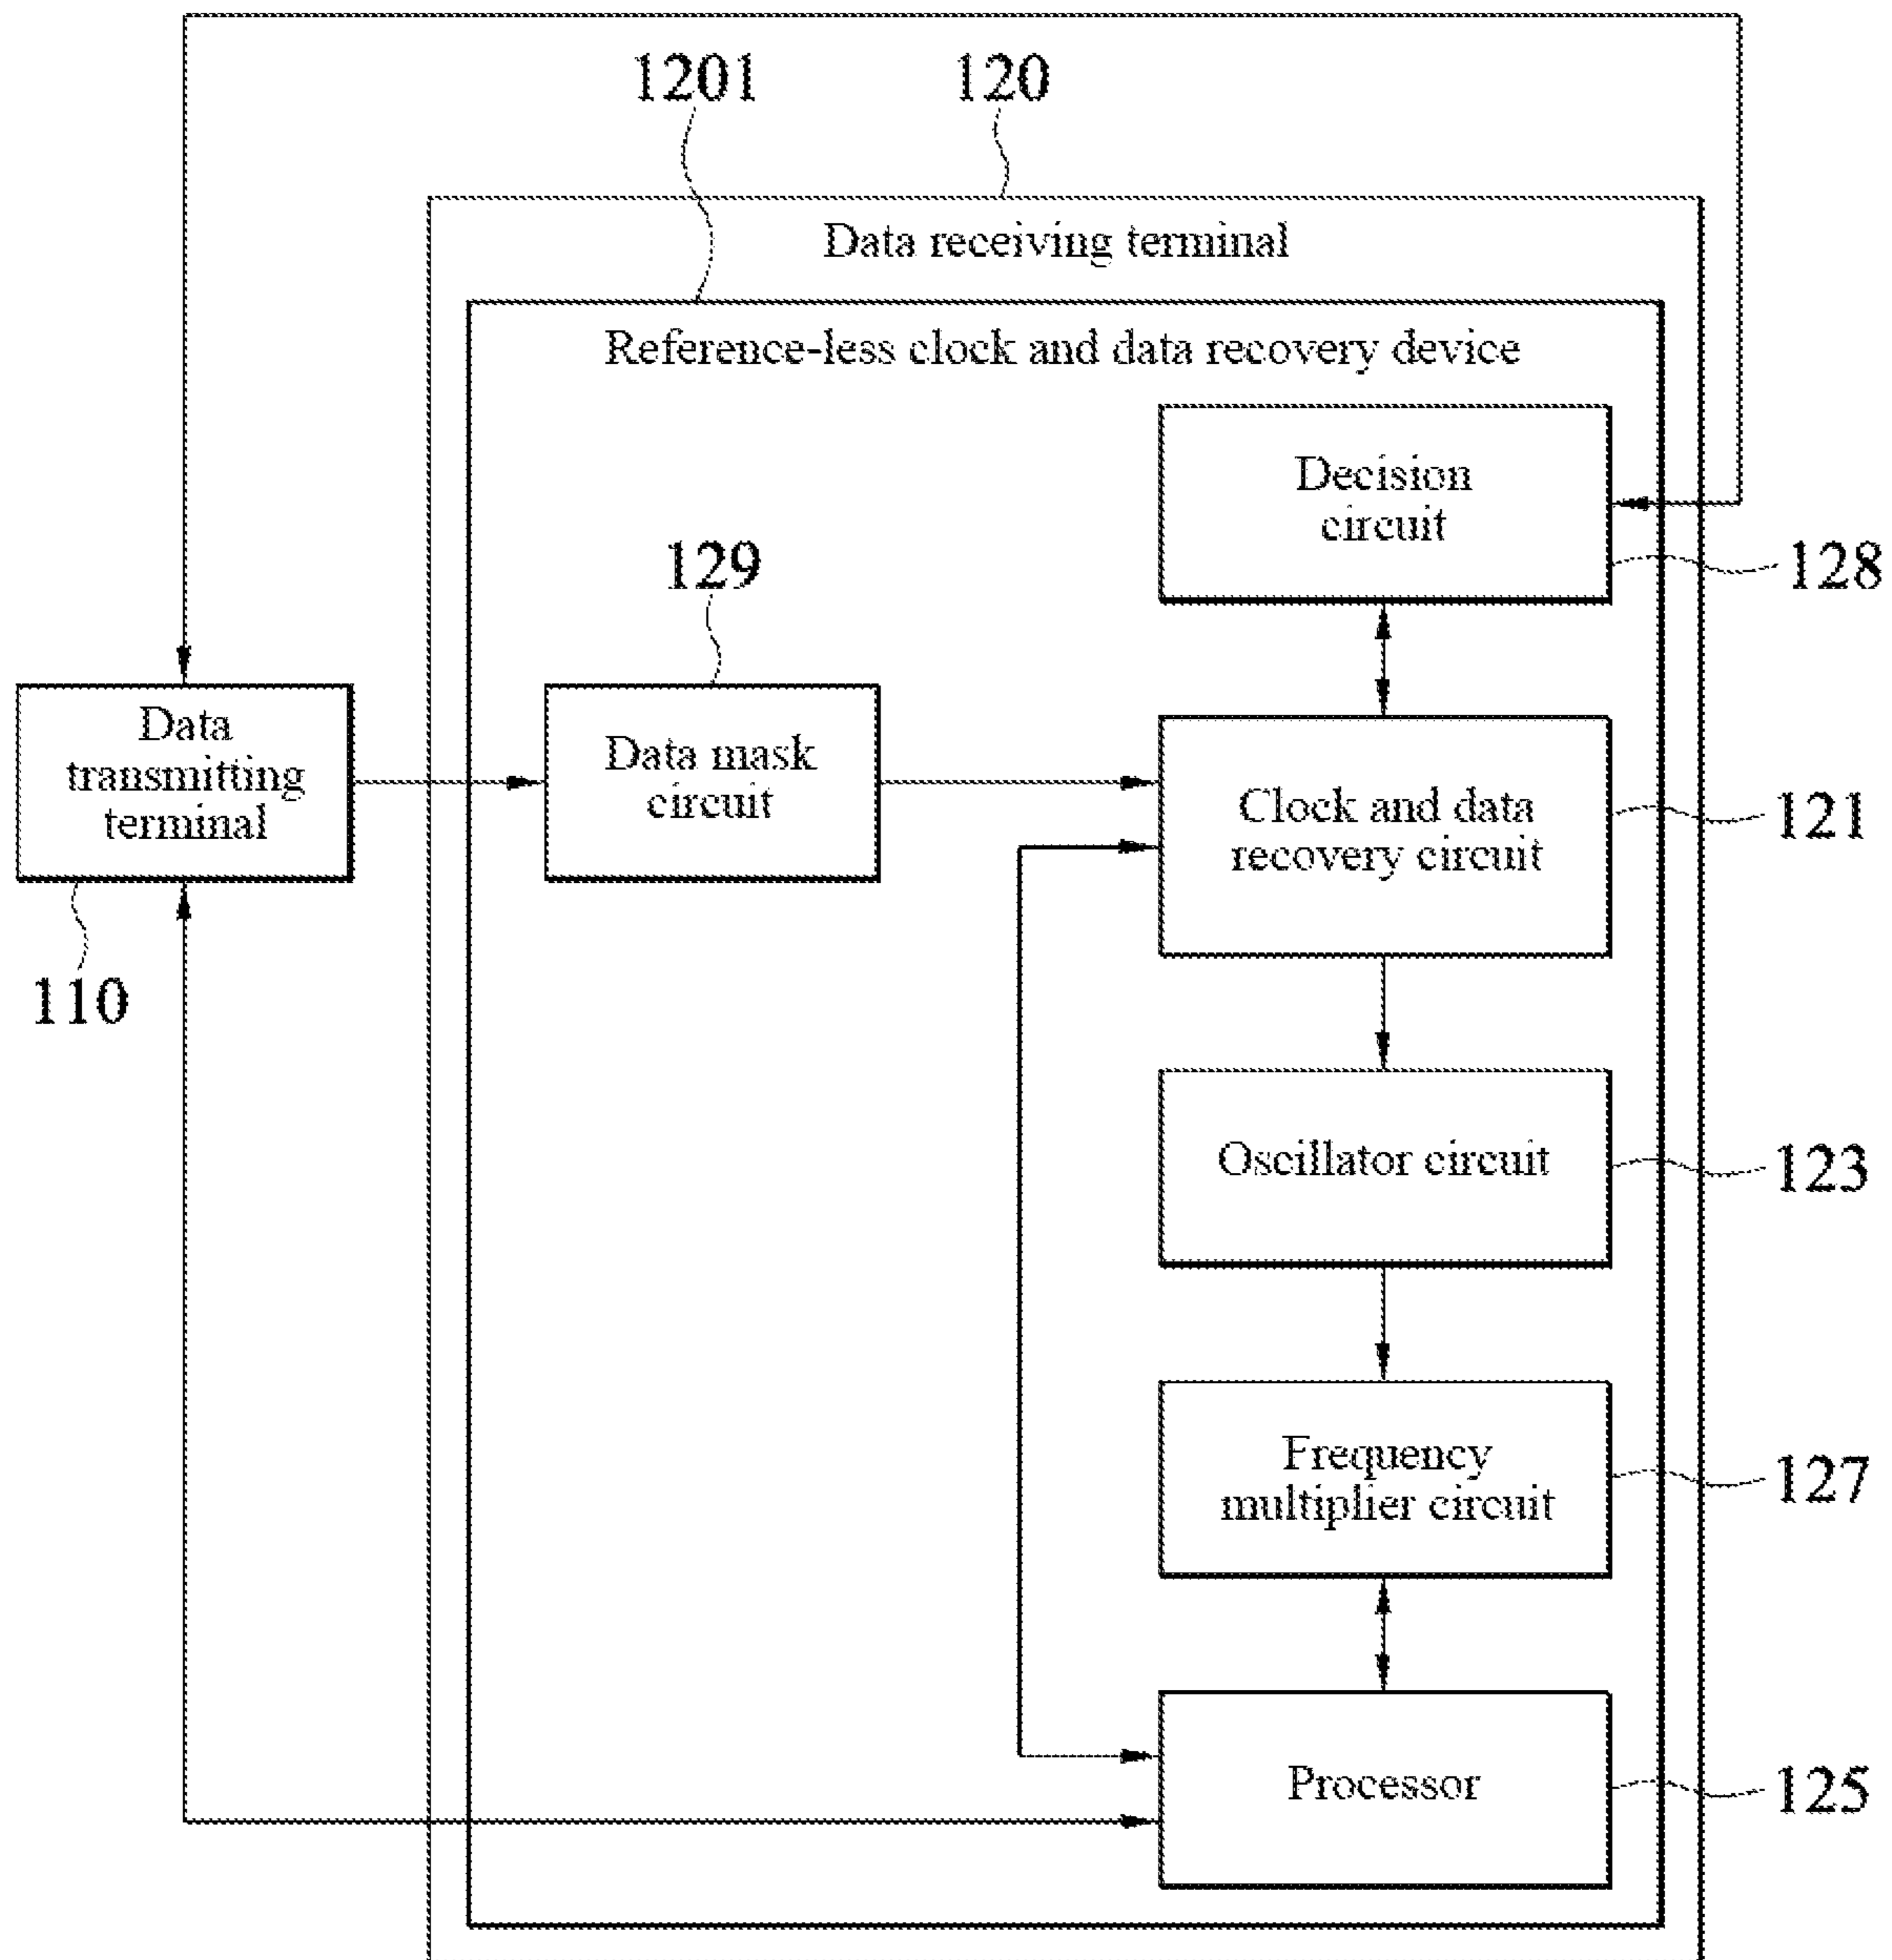 1201
120
Data receiving terminal
Reference-less clock and data recovery device
Decision
circuit
128
129
Data
transmitting
terminal
110
Data mask
circuit
Clock and data
recovery circuit
121
Oscillator circuit
123
Frequency
multiplier circuit
127
Processor
125